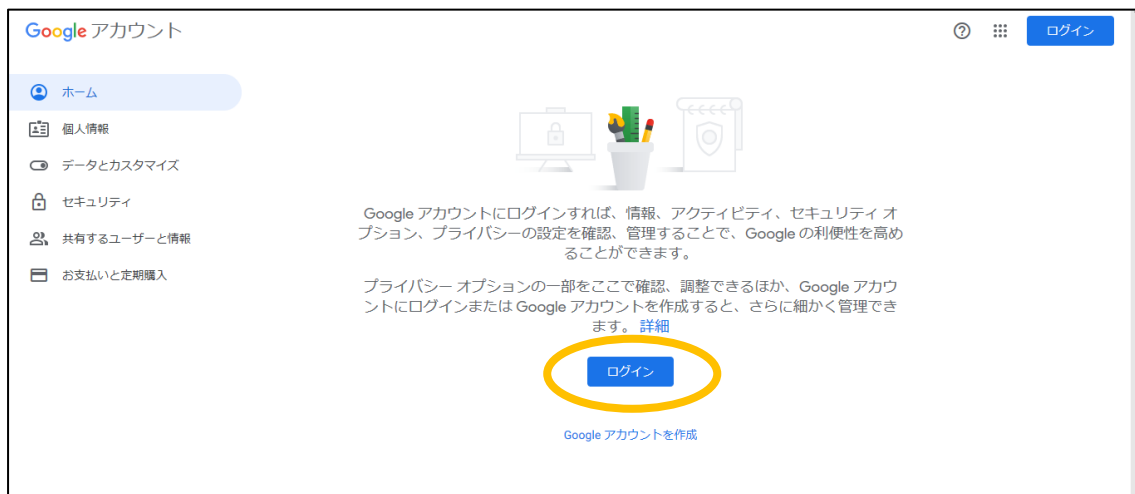 Google アカウント
ログイン
ホーム
個人情報
データとカスタマイズ
セキュリティ
共有するユーザーと情報
お支払いと定期購入
Google アカウントにログインすれば、情報、アクティビティ、セキュリティ オ
プション、プライバシーの設定を確認、管理することで、Google の利便性を高め
ることができます。
プライバシー オプションの一部をここで確認、調整できるほか、Google アカウ
ントにログインまたは Google アカウントを作成すると、さらに細かく管理でき
ます。 詳細
ログイン
Google アカウントを作成